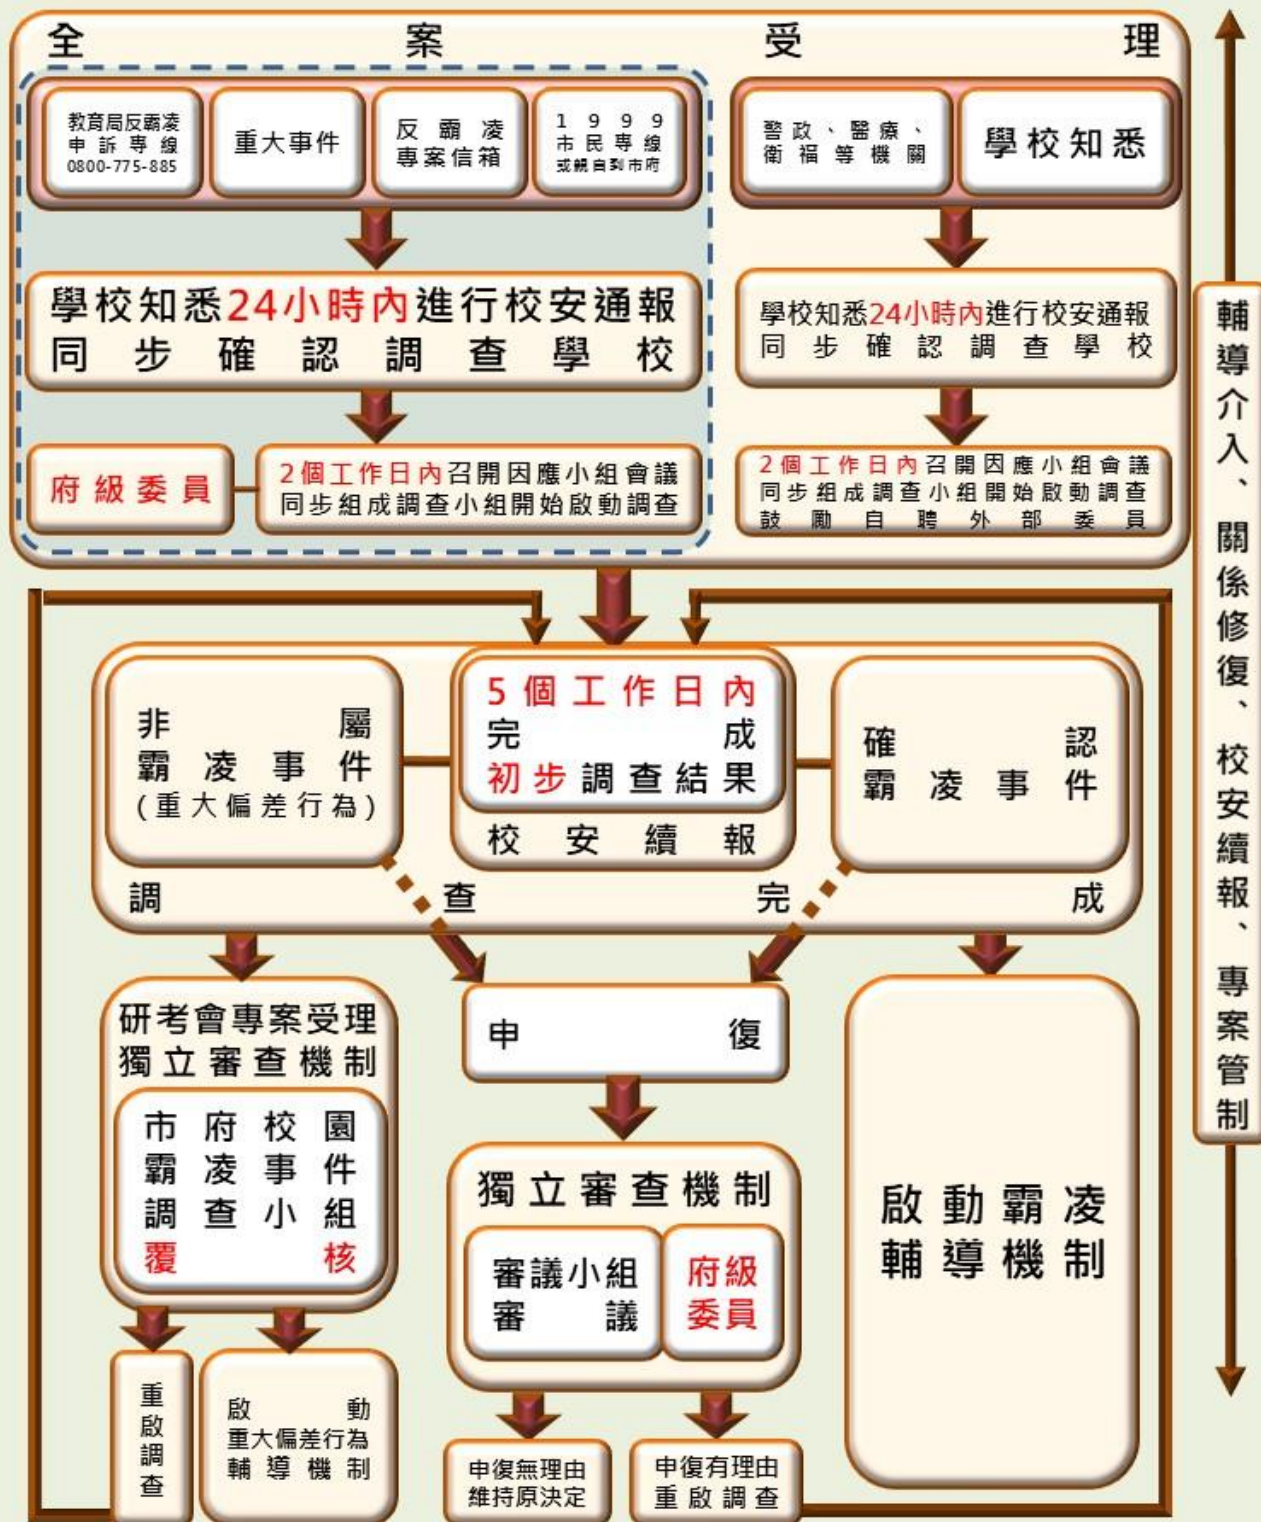 全案受理
教育局反霸凌
申訴專線
0800-775-885
重大事件
反霸凌
專案信箱
1999
市民專線
或親自到市府
警政、醫療、
衛福等機關
學校知悉
學校知悉24小時內進行校安通報
同步確認調查學校
學校知悉24小時內進行校安通報
同步確認調查學校
府級委員
2個工作日內召開因應小組會議
同步組成調查小組開始啟動調查
2個工作日內召開因應小組會議
同步組成調查小組開始啟動調查
鼓勵自聘外部委員
非屬
霸凌事件
(重大偏差行為)
5個工作日內
完成
初步調查結果
校安續報
確認
霸凌事件
調查完成
研考會專案受理
獨立審查機制
市府校園
霸凌事件
調查小組
覆核
申復
獨立審查機制
審議小組
審議
府級
委員
啟動霸凌
輔導機制
重啟調查
啟動
重大偏差行為
輔導機制
申復無理由
維持原決定
申復有理由
重啟調查
輔導介入、關係修復、校安續報、專案管制